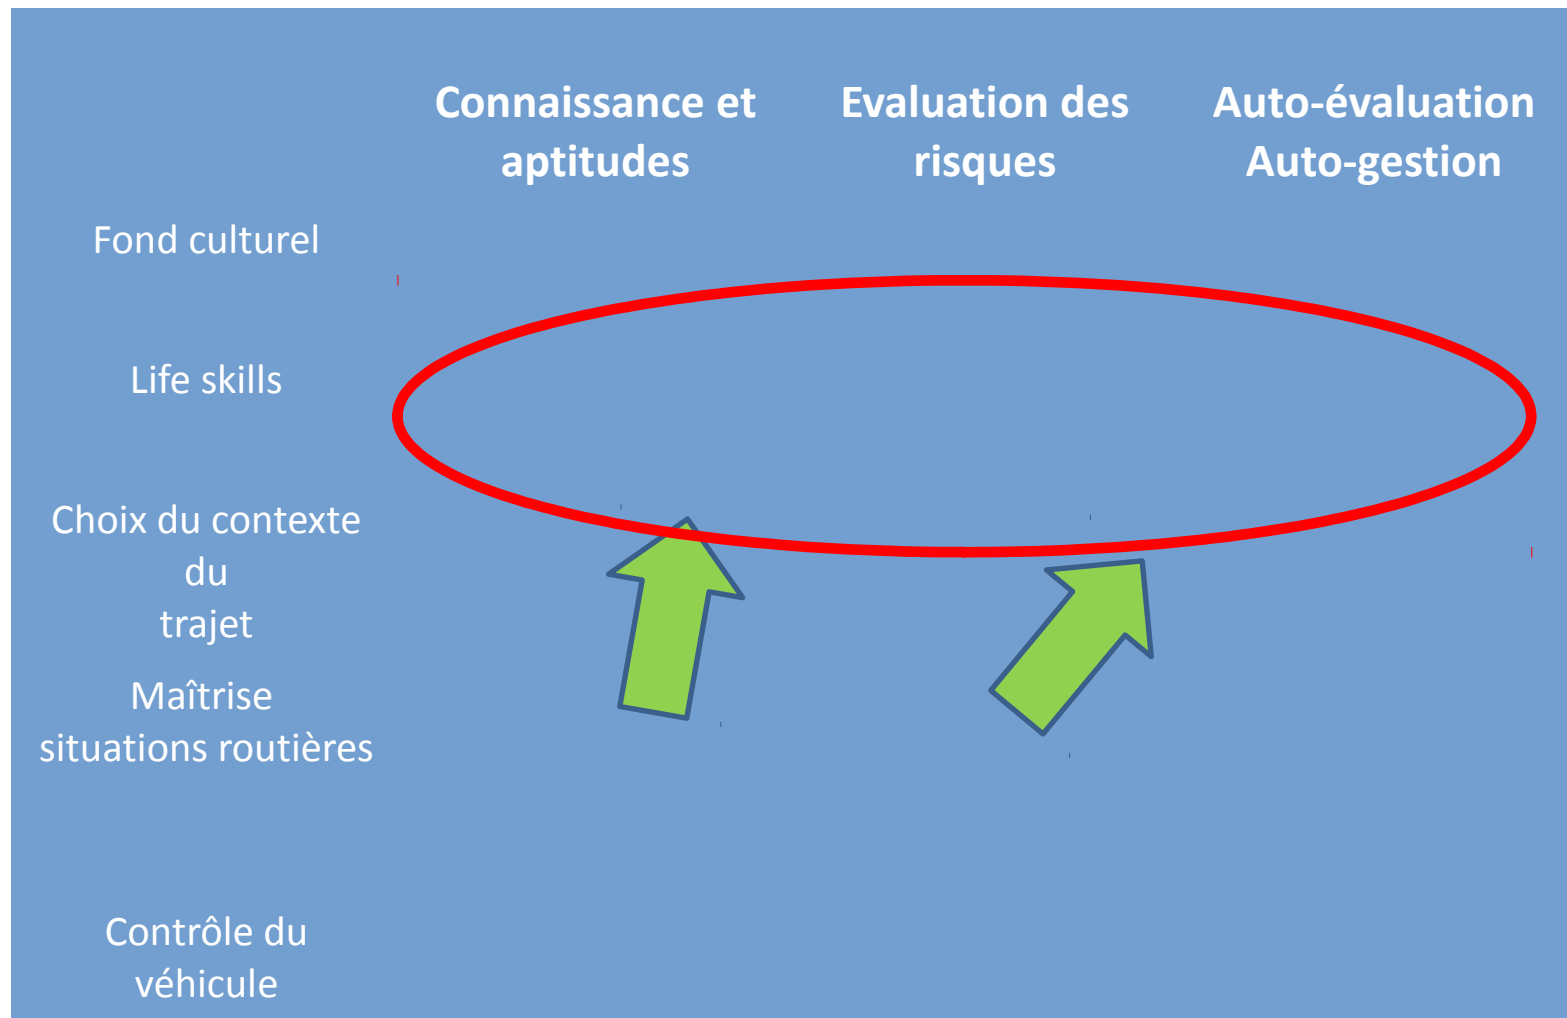 Connaissance et
aptitudes
Evaluation des
risques
Auto-évaluation
Auto-gestion
Fond culturel
Life skills
Choix du contexte
du
trajet
Maîtrise
situations routières
Contrôle du
véhicule